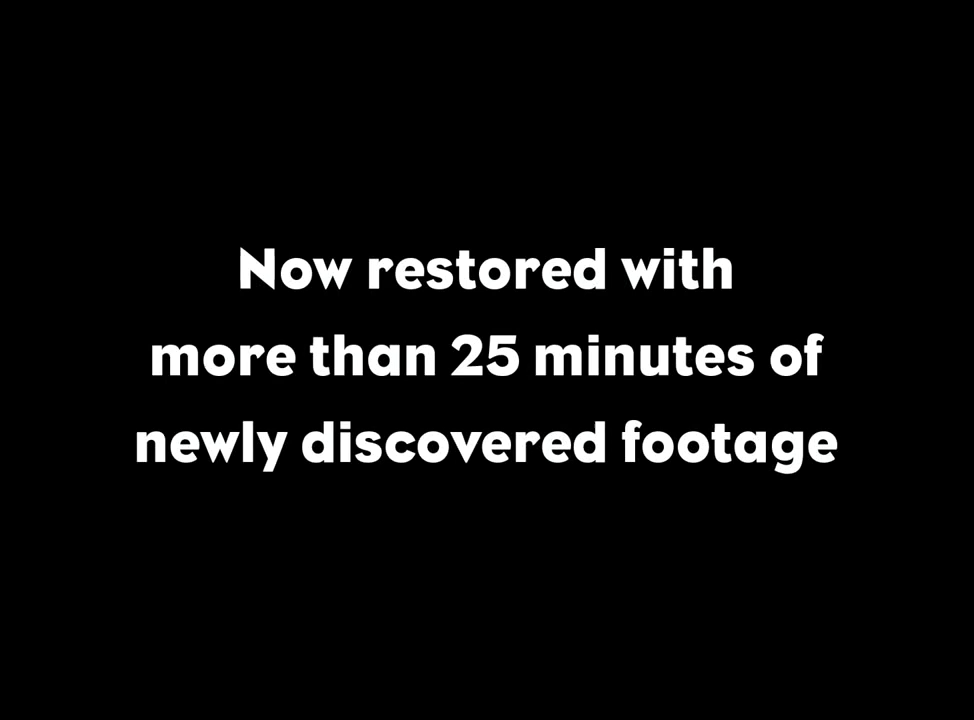 Now restored with
more than 25 minutes of
newly discovered footage